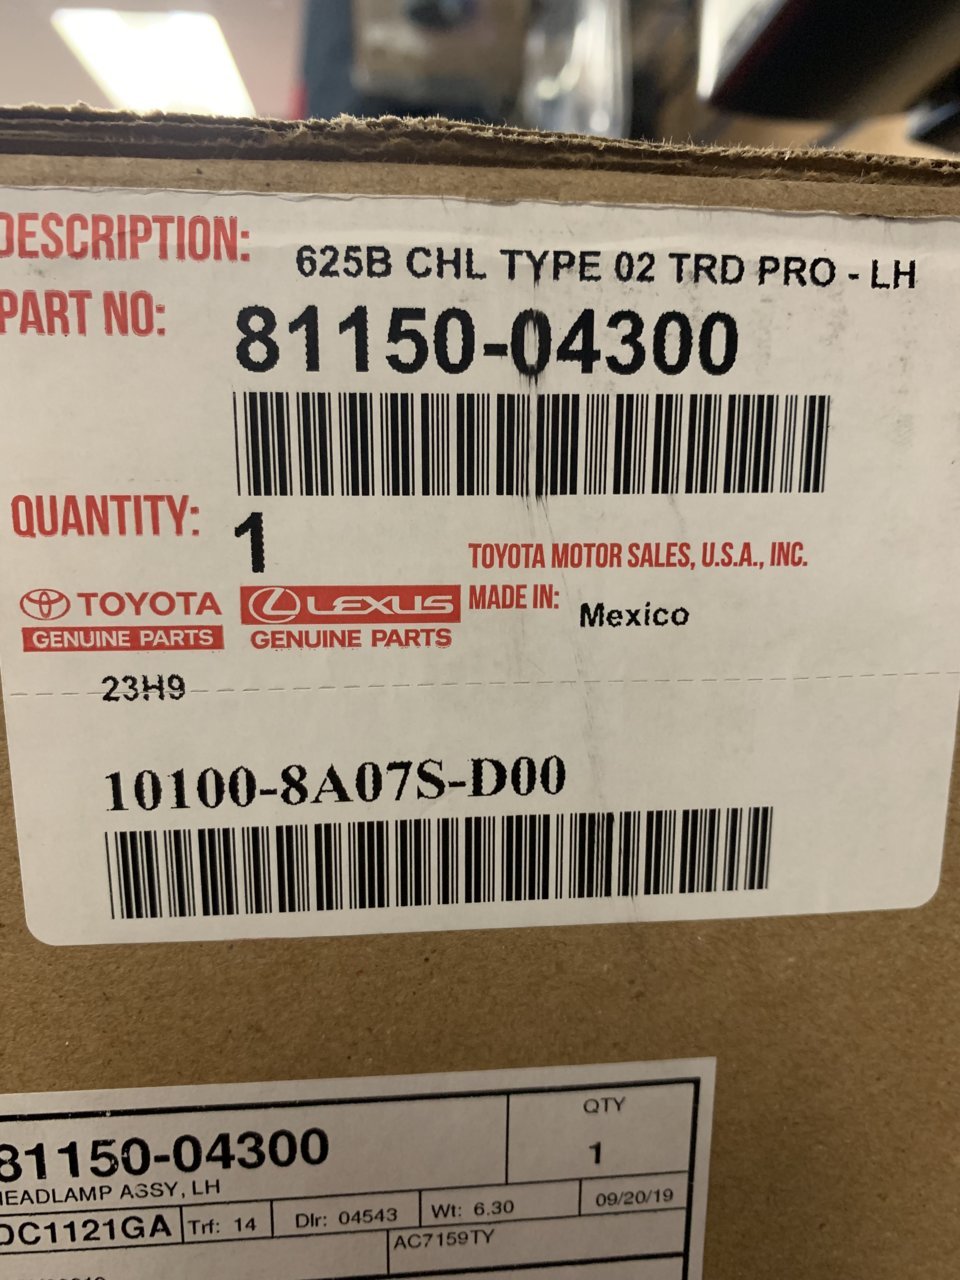 DESCRIPTION: 625B CHL TYPE 02 TRD PRO - LH
PART NO: 81150-04300
QUANTITY: 1
TOYOTA MOTOR SALES, U.S.A., INC.
TOYOTA LEXUS MADE IN: Mexico
GENUINE PARTS GENUINE PARTS
23H9
10100-8A07S-D00
QTY
81150-04300 1
HEADLAMP ASSY, LH
DC1121GA Trf: 14 Dlr: 04543 Wt: 6.30 09/20/19
AC7159TY